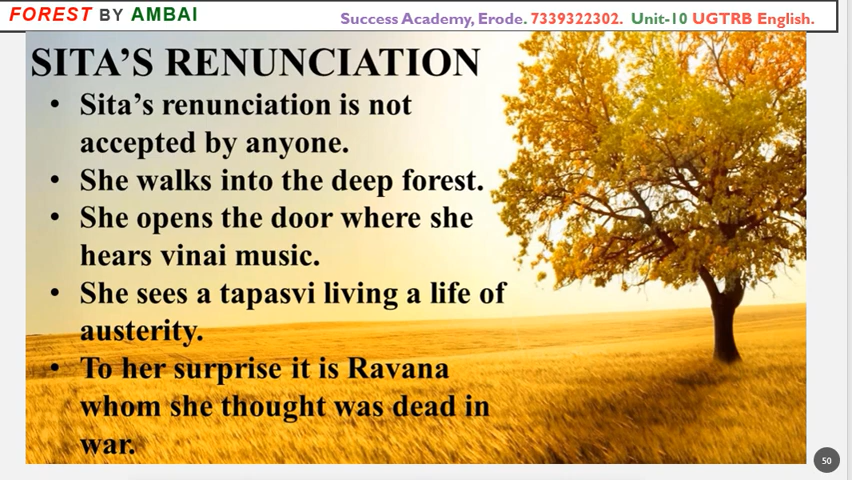 FOREST BY AMBAI
Success Academy, Erode. 7339322302. Unit-10 UGTRB English.
SITA'S RENUNCIATION
• Sita's renunciation is not
accepted by anyone.
• She walks into the deep forest.
• She opens the door where she
hears vinai music.
• She sees a tapasvi living a life of
austerity.
• To her surprise it is Ravana
whom she thought was dead in
war.
50